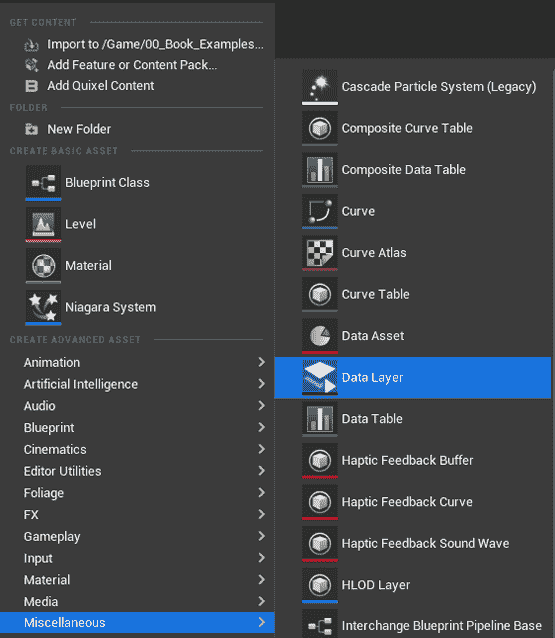 GET CONTENT
Import to /Game/00_Book_Examples...
Add Feature or Content Pack...
Add Quixel Content
FOLDER
New Folder
CREATE BASIC ASSET
Blueprint Class
Level
Material
Niagara System
CREATE ADVANCED ASSET
Animation
Artificial Intelligence
Audio
Blueprint
Cinematics
Editor Utilities
Foliage
FX
Gameplay
Input
Material
Media
Miscellaneous
Cascade Particle System (Legacy)
Composite Curve Table
Composite Data Table
Curve
Curve Atlas
Curve Table
Data Asset
Data Layer
Data Table
Haptic Feedback Buffer
Haptic Feedback Curve
Haptic Feedback Sound Wave
HLOD Layer
Interchange Blueprint Pipeline Base